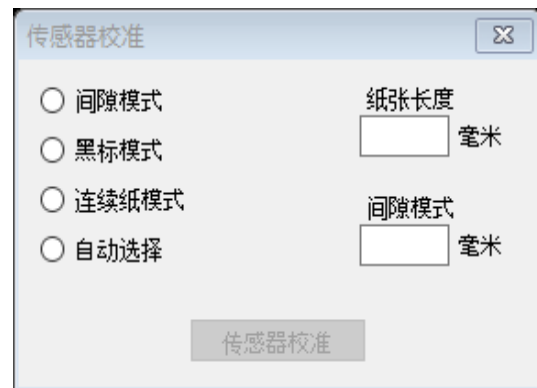 传感器校准
间隙模式
黑标模式
连续纸模式
自动选择
纸张长度
毫米
间隙模式
毫米
传感器校准